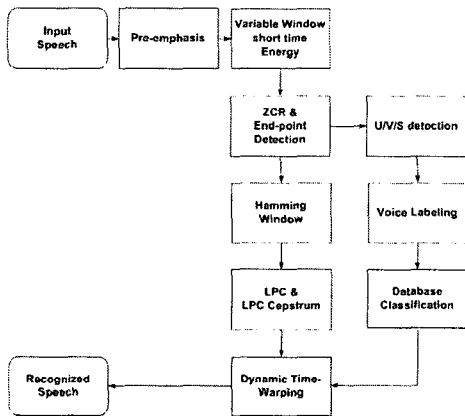 Input
Speech
Pre-emphasis
Variable Window
short time
Energy
ZCR &
End-point
Detection
U/V/S detection
Hamming
Window
Voice Labeling
LPC &
LPC Cepstrum
Database
Classification
Recognized
Speech
Dynamic Time-
Warping